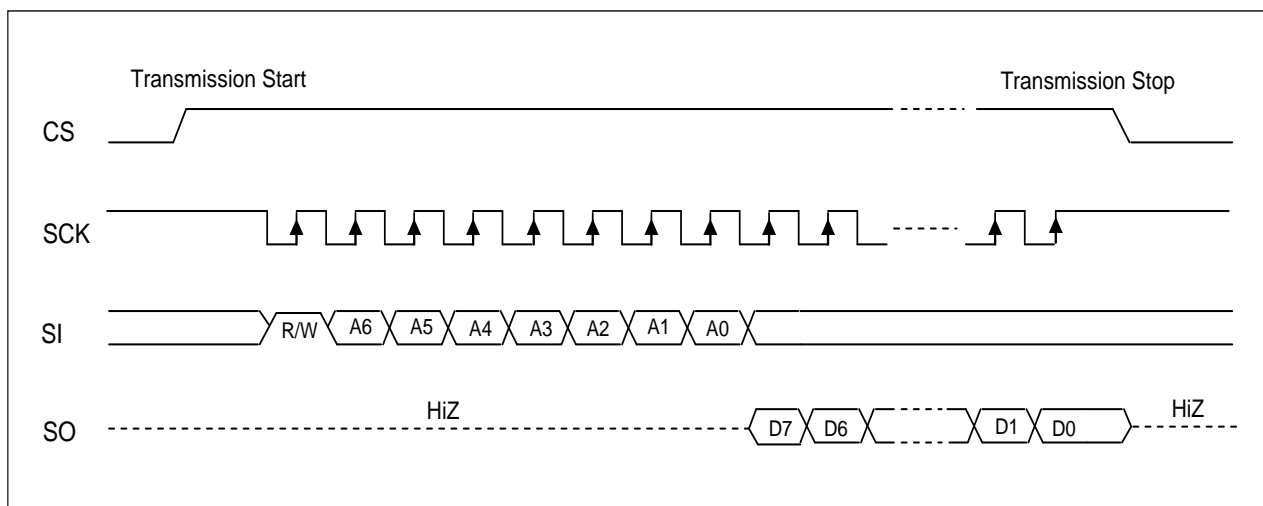 Transmission Start Transmission Stop
CS
SCK
SI R/W A6 A5 A4 A3 A2 A1 A0
HiZ HiZ
SO D7 D6 D1 D0